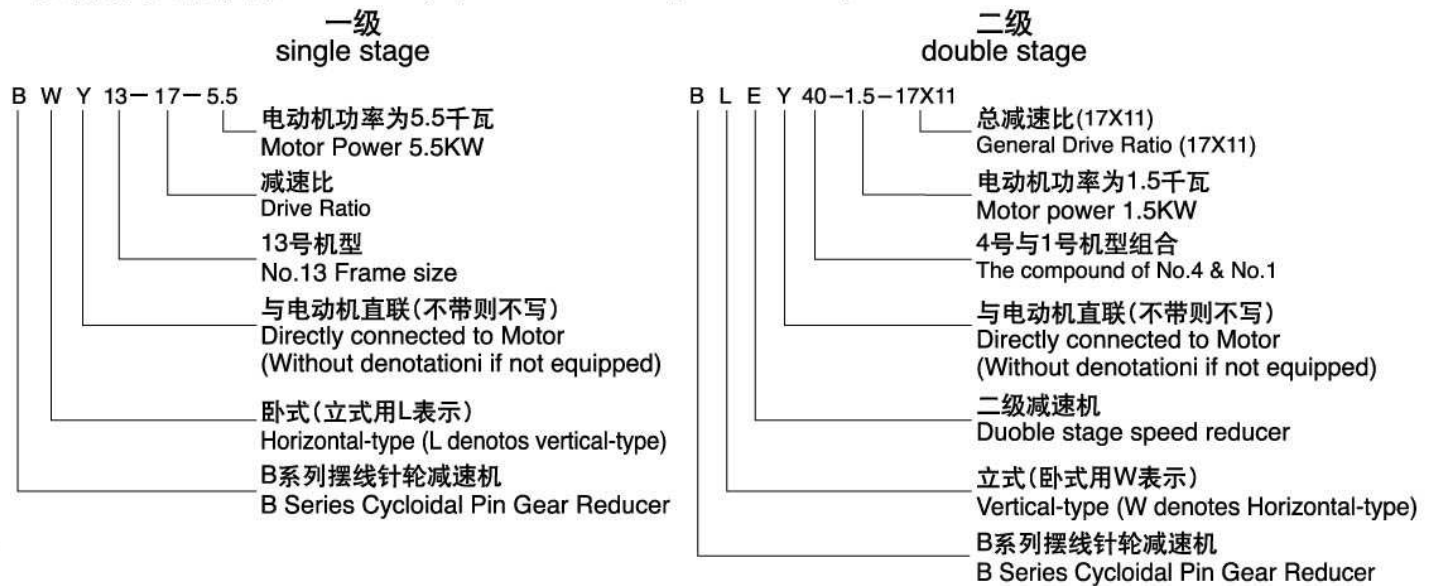 一级
single stage
B W Y 13－17－5.5
电动机功率为5.5千瓦
Motor Power 5.5KW
减速比
Drive Ratio
13号机型
No.13 Frame size
与电动机直联(不带则不写)
Directly connected to Motor
(Without denotationi if not equipped)
卧式(立式用L表示)
Horizontal-type (L denotos vertical-type)
B系列摆线针轮减速机
B Series Cycloidal Pin Gear Reducer
二级
double stage
B L E Y 40－1.5－17X11
总减速比(17X11)
General Drive Ratio (17X11)
电动机功率为1.5千瓦
Motor power 1.5KW
4号与1号机型组合
The compound of No.4 & No.1
与电动机直联(不带则不写)
Directly connected to Motor
(Without denotationi if not equipped)
二级减速机
Duoble stage speed reducer
立式(卧式用W表示)
Vertical-type (W denotes Horizontal-type)
B系列摆线针轮减速机
B Series Cycloidal Pin Gear Reducer